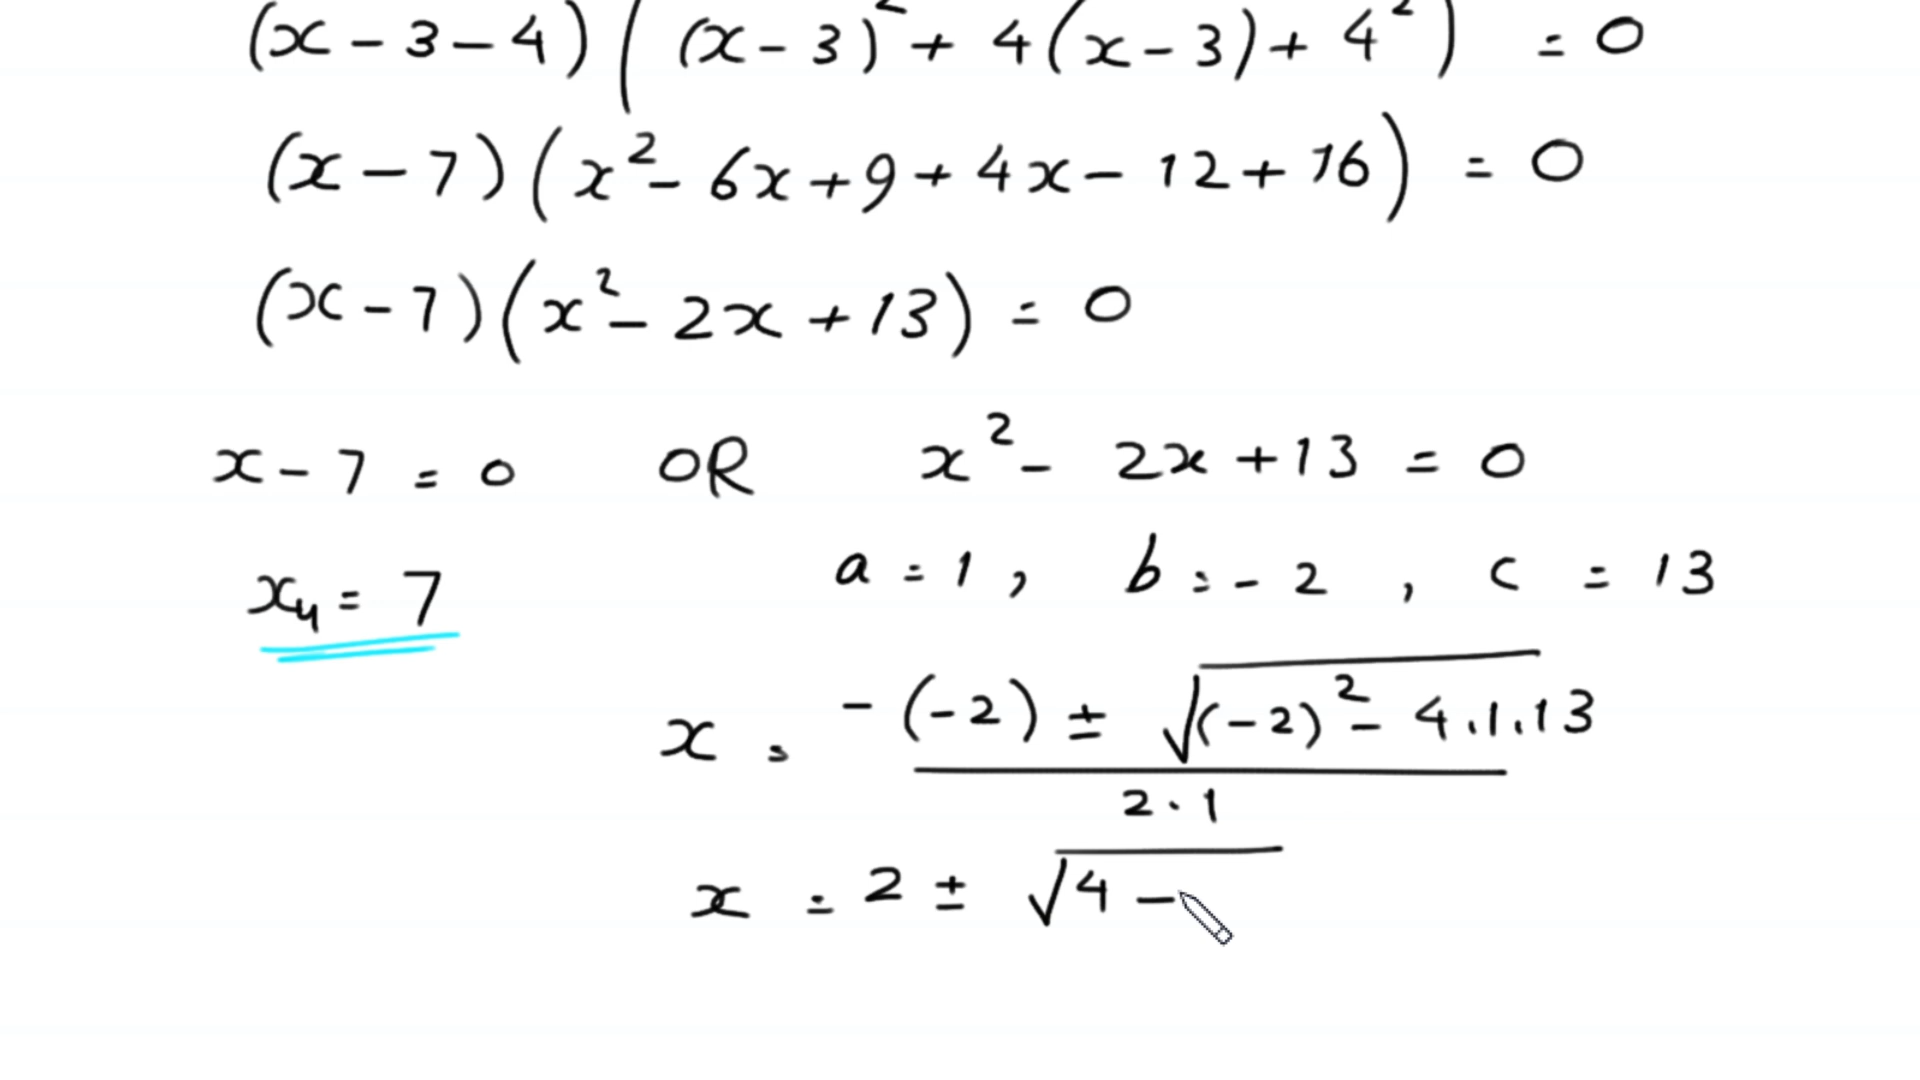 (x - 3 - 4)((x - 3)² + 4(x - 3) + 4²) = 0
(x - 7)(x² - 6x + 9 + 4x - 12 + 16) = 0
(x - 7)(x² - 2x + 13) = 0
x - 7 = 0 OR x² - 2x + 13 = 0
a = 1, b = -2, c = 13
x₄ = 7
x = -(-2) ± √(-2)² - 4.1.13
2.1
x = 2 ± √4 -